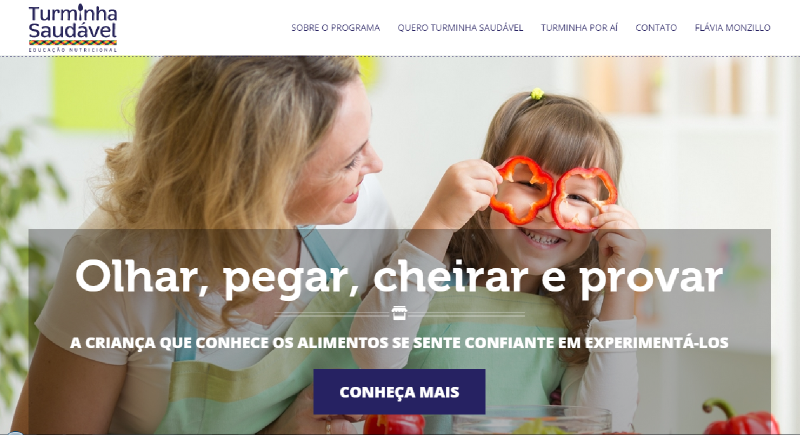 Turminha
Saudável
EDUCAÇÃO NUTRICIONAL
SOBRE O PROGRAMA QUERO TURMINHA SAUDÁVEL TURMINHA POR AÍ CONTATO FLÁVIA MONZILLO
Olhar, pegar, cheirar e provar
A CRIANÇA QUE CONHECE OS ALIMENTOS SE SENTE CONFIANTE EM EXPERIMENTÁ-LOS
CONHEÇA MAIS